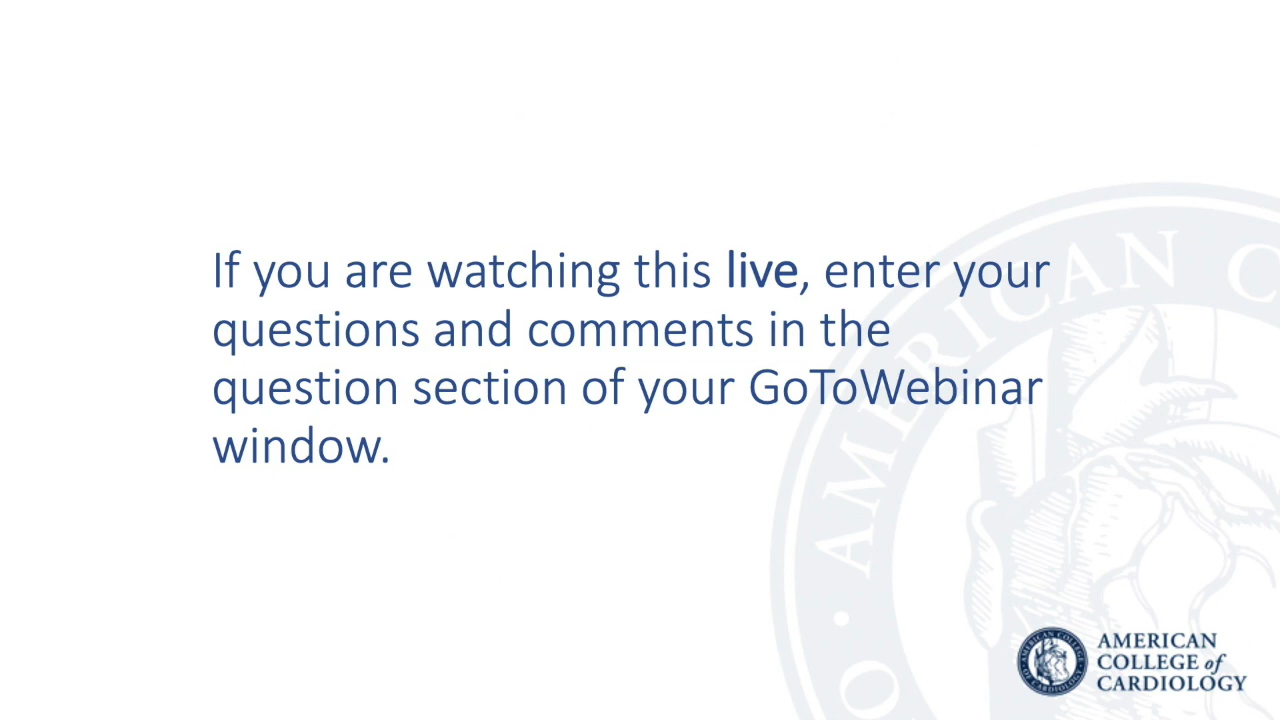 If you are watching this live, enter your
questions and comments in the
question section of your GoToWebinar
window.
AMERICAN C
AMERICAN
COLLEGE of
CARDIOLOGY